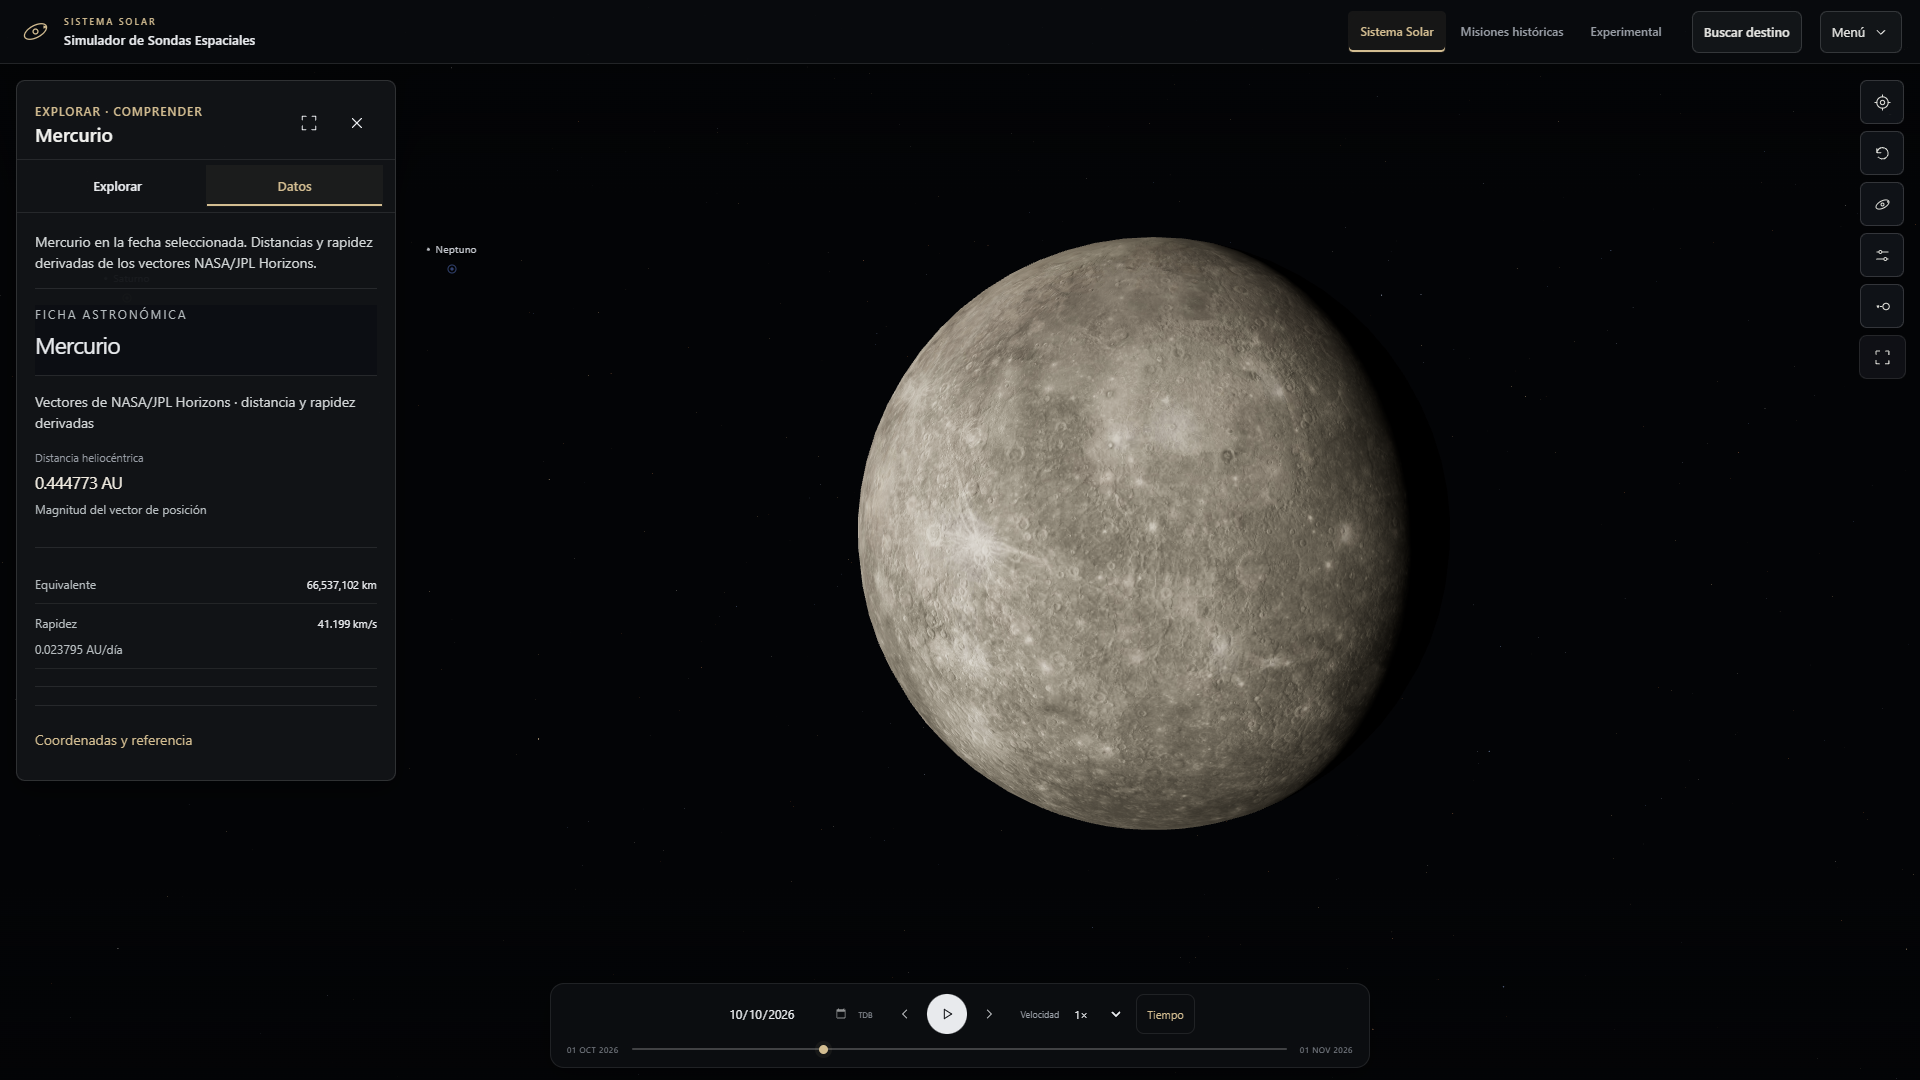 SISTEMA SOLAR
Simulador de Sondas Espaciales
Sistema Solar
Misiones históricas
Experimental
Buscar destino
Menú
EXPLORAR · COMPRENDER
Mercurio
Explorar
Datos
Mercurio en la fecha seleccionada. Distancias y rapidez
derivadas de los vectores NASA/JPL Horizons.
FICHA ASTRONÓMICA
Mercurio
Vectores de NASA/JPL Horizons · distancia y rapidez
derivadas
Distancia heliocéntrica
0.444773 AU
Magnitud del vector de posición
Equivalente
66,537,102 km
Rapidez
41.199 km/s
0.023795 AU/día
Coordenadas y referencia
Neptuno
10/10/2026
TDB
Velocidad
1×
Tiempo
01 OCT 2026
01 NOV 2026